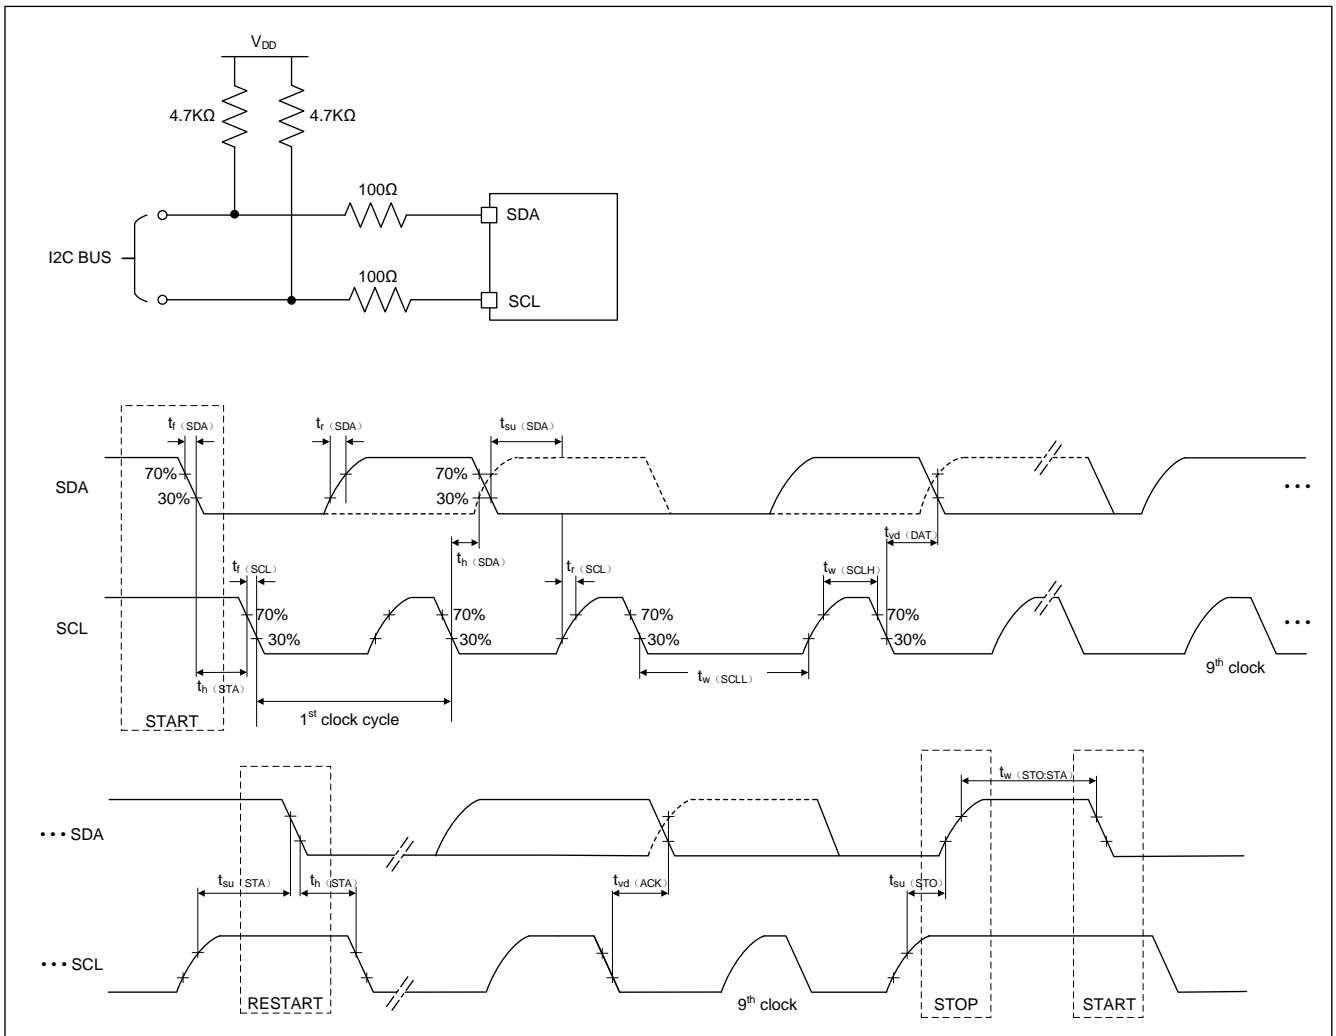 VDD
4.7KΩ 4.7KΩ
100Ω
SDA
I2C BUS
100Ω
SCL
tf（SDA） tr（SDA） tsu（SDA）
70% 70%
SDA
30% 30%
•••
tvd（DAT）
th（SDA）
tf（SCL） tr（SCL） tw（SCLH）
70% 70% 70% 70%
SCL
30% 30% 30% 30%
•••
9th clock
tw（SCLL）
th（STA）
1st clock cycle
START
tw（STO:STA）
••• SDA
tsu（STA） th（STA） tvd（ACK） tsu（STO）
••• SCL
RESTART 9th clock STOP START